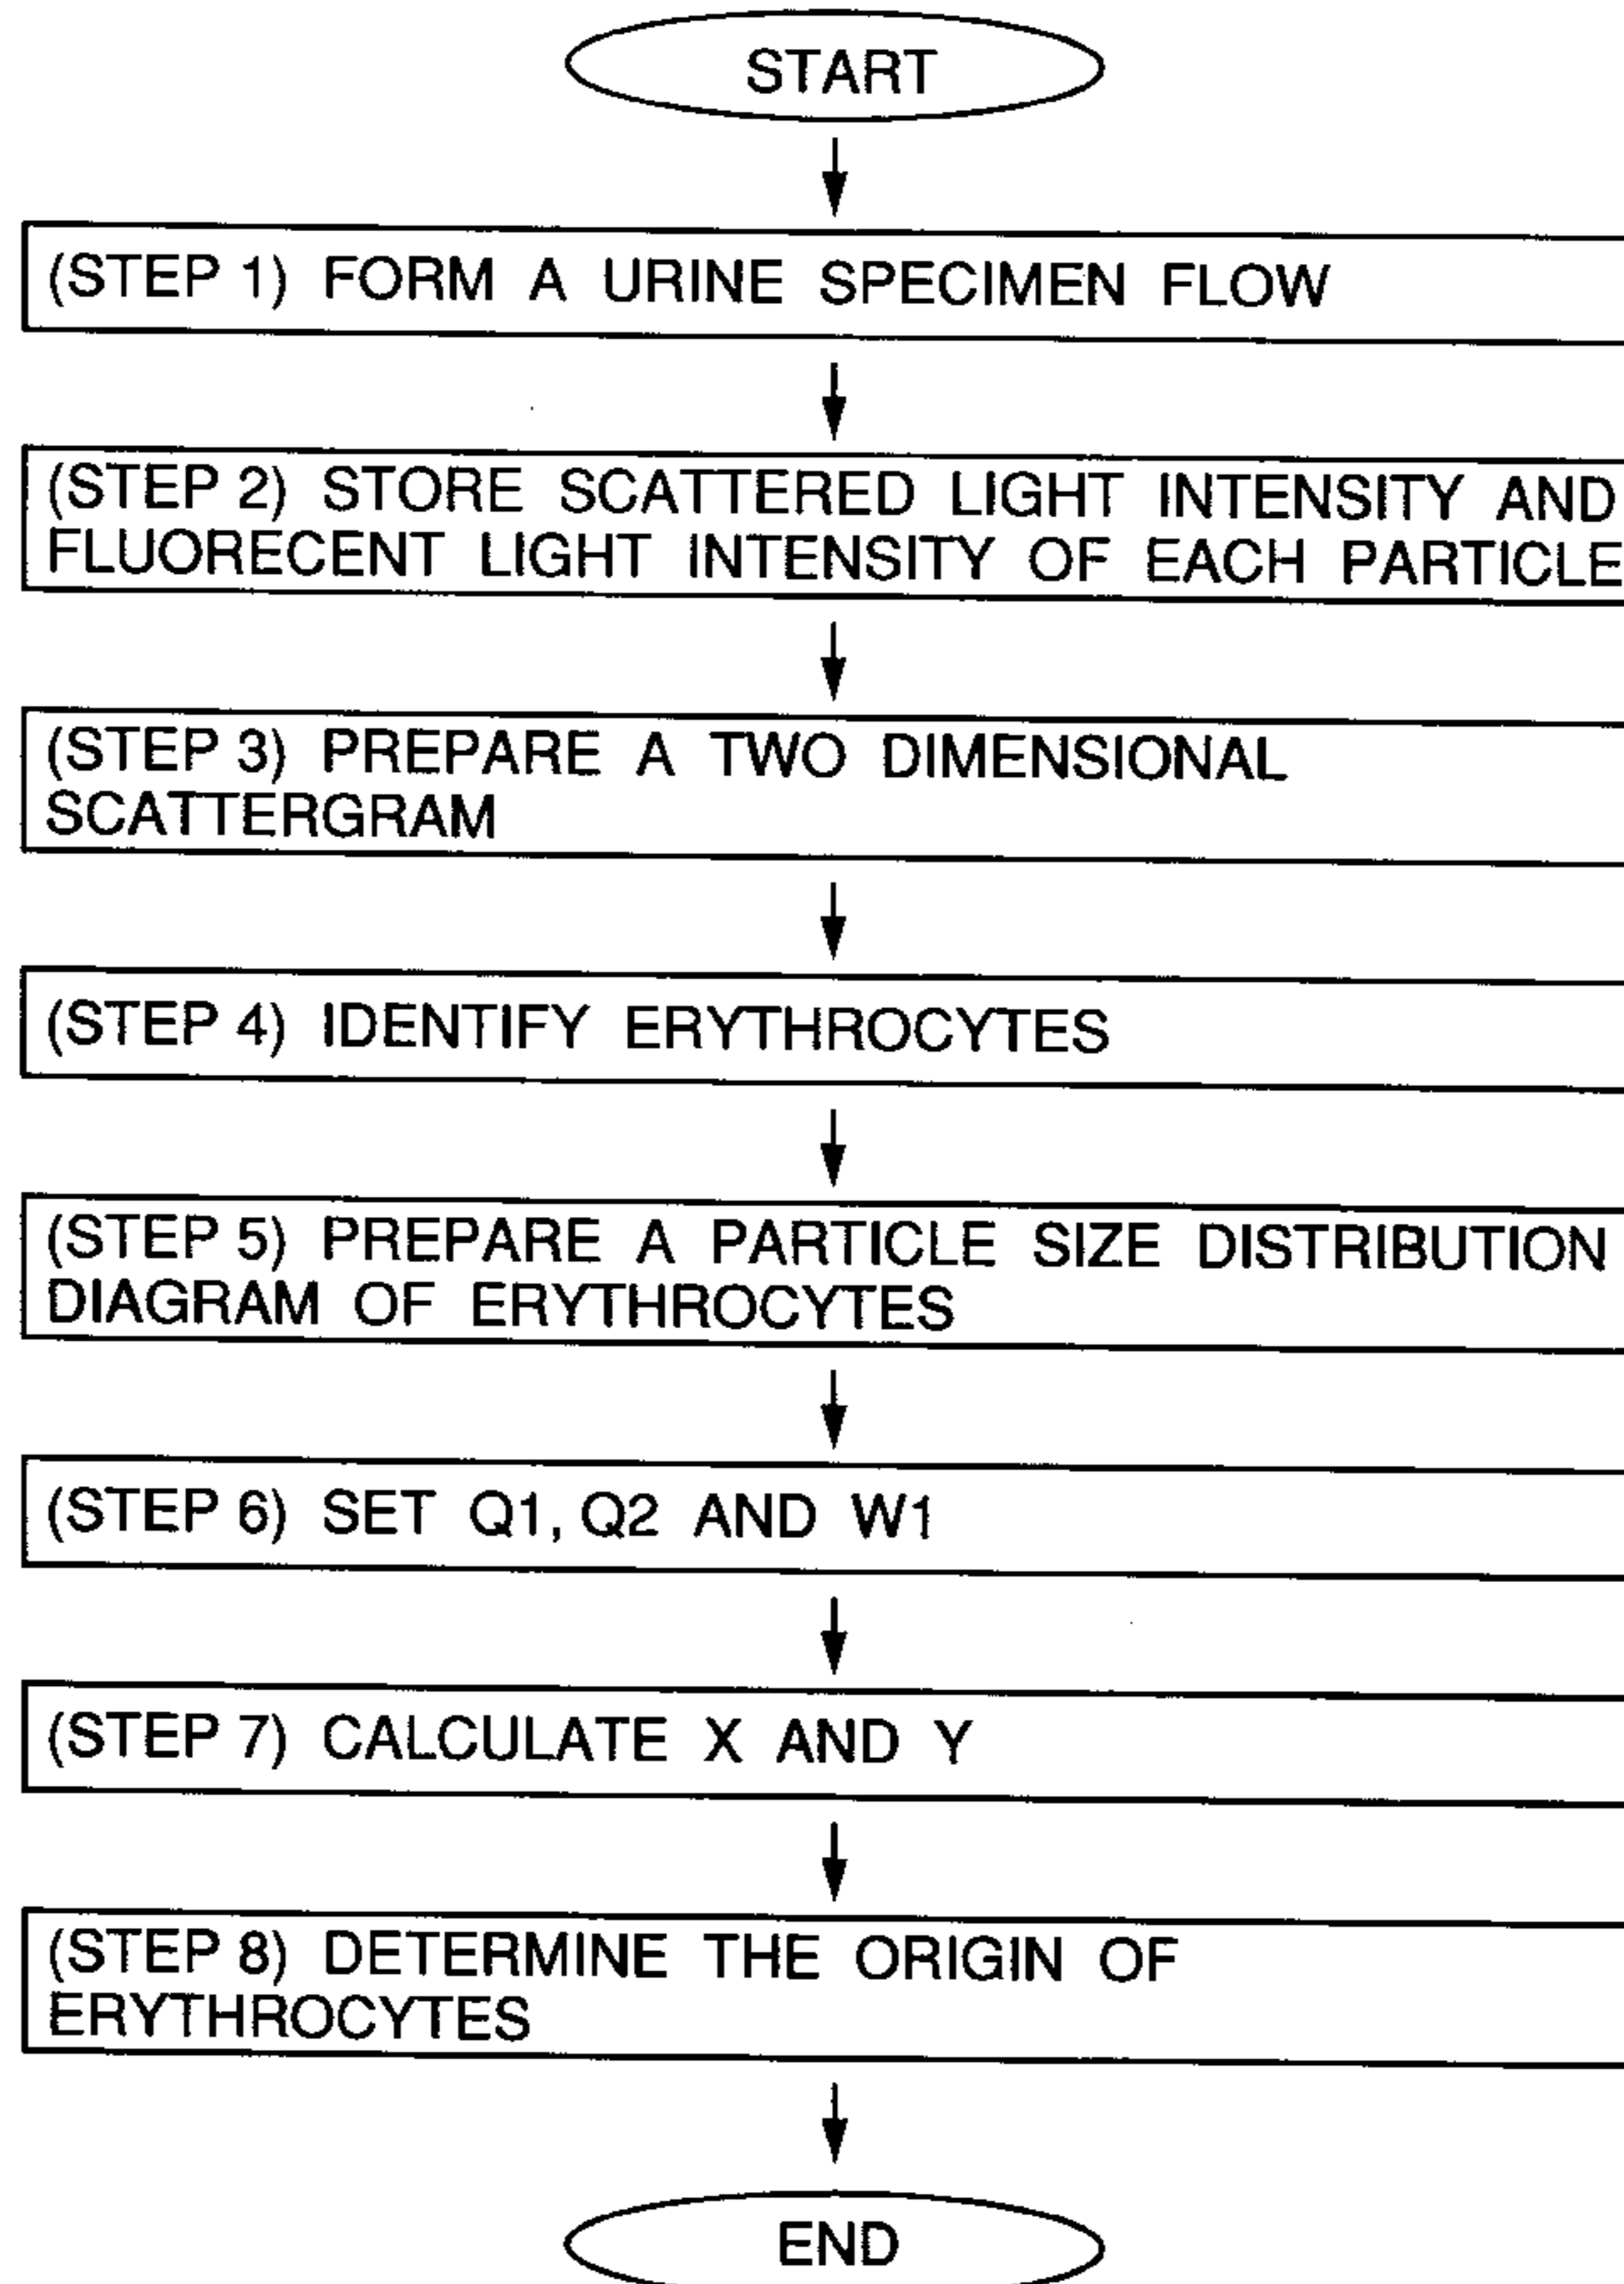 START
(STEP 1) FORM A URINE SPECIMEN FLOW
(STEP 2) STORE SCATTERED LIGHT INTENSITY AND
FLUORECENT LIGHT INTENSITY OF EACH PARTICLE
(STEP 3) PREPARE A TWO DIMENSIONAL
SCATTERGRAM
(STEP 4) IDENTIFY ERYTHROCYTES
(STEP 5) PREPARE A PARTICLE SIZE DISTRIBUTION
DIAGRAM OF ERYTHROCYTES
(STEP 6) SET Q1, Q2 AND W1
(STEP 7) CALCULATE X AND Y
(STEP 8) DETERMINE THE ORIGIN OF
ERYTHROCYTES
END